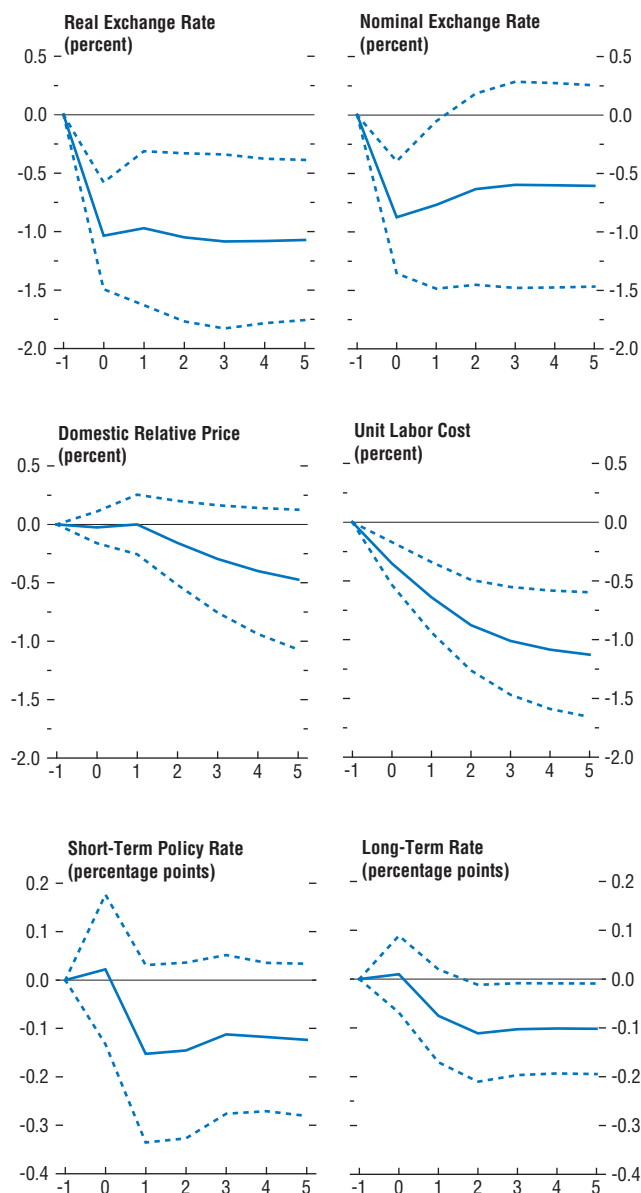 Real Exchange Rate
(percent)
0.5
0.0
-0.5
-1.0
-1.5
-2.0
-1 0 1 2 3 4 5
Nominal Exchange Rate
(percent)
0.5
0.0
-0.5
-1.0
-1.5
-2.0
-1 0 1 2 3 4 5
Domestic Relative Price
(percent)
0.5
0.0
-0.5
-1.0
-1.5
-2.0
-1 0 1 2 3 4 5
Unit Labor Cost
(percent)
0.5
0.0
-0.5
-1.0
-1.5
-2.0
-1 0 1 2 3 4 5
Short-Term Policy Rate
(percentage points)
0.2
0.1
0.0
-0.1
-0.2
-0.3
-0.4
-1 0 1 2 3 4 5
Long-Term Rate
(percentage points)
0.2
0.1
0.0
-0.1
-0.2
-0.3
-0.4
-1 0 1 2 3 4 5